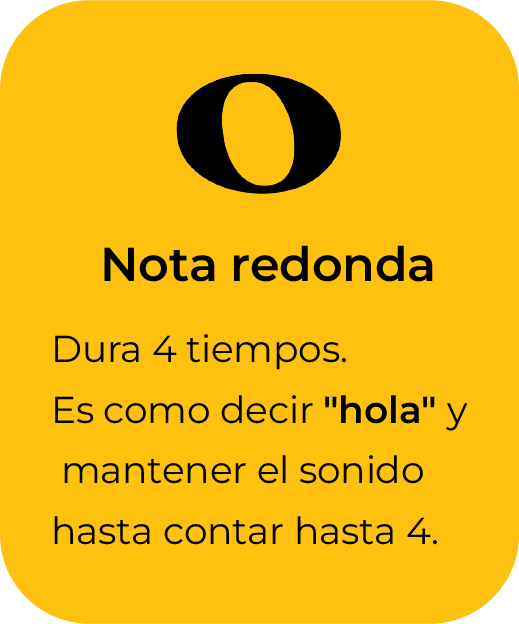 Nota redonda
Dura 4 tiempos.
Es como decir "hola" y
mantener el sonido
hasta contar hasta 4.